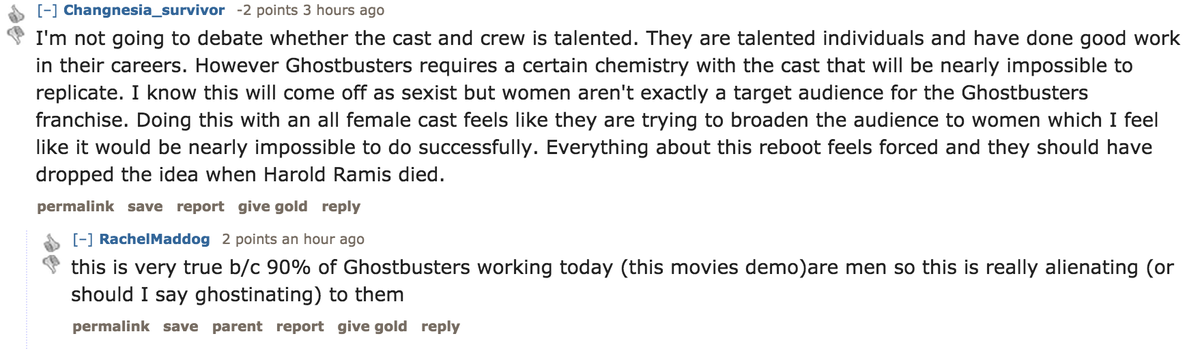 [–] Changnesia_survivor -2 points 3 hours ago
I'm not going to debate whether the cast and crew is talented. They are talented individuals and have done good work
in their careers. However Ghostbusters requires a certain chemistry with the cast that will be nearly impossible to
replicate. I know this will come off as sexist but women aren't exactly a target audience for the Ghostbusters
franchise. Doing this with an all female cast feels like they are trying to broaden the audience to women which I feel
like it would be nearly impossible to do successfully. Everything about this reboot feels forced and they should have
dropped the idea when Harold Ramis died.
permalink save report give gold reply
[–] RachelMaddog 2 points an hour ago
this is very true b/c 90% of Ghostbusters working today (this movies demo)are men so this is really alienating (or
should I say ghostinating) to them
permalink save parent report give gold reply